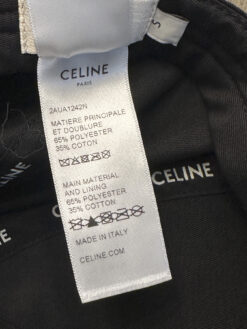 S
CELINE
PARIS
2AUA1242N
MATIERE PRINCIPALE
ET DOUBLURE
65% POLYESTER
35% COTON
MAIN MATERIAL
AND LINING
65% POLYESTER
35% COTTON
MADE IN ITALY
CELINE.COM
CELINE
CELINE